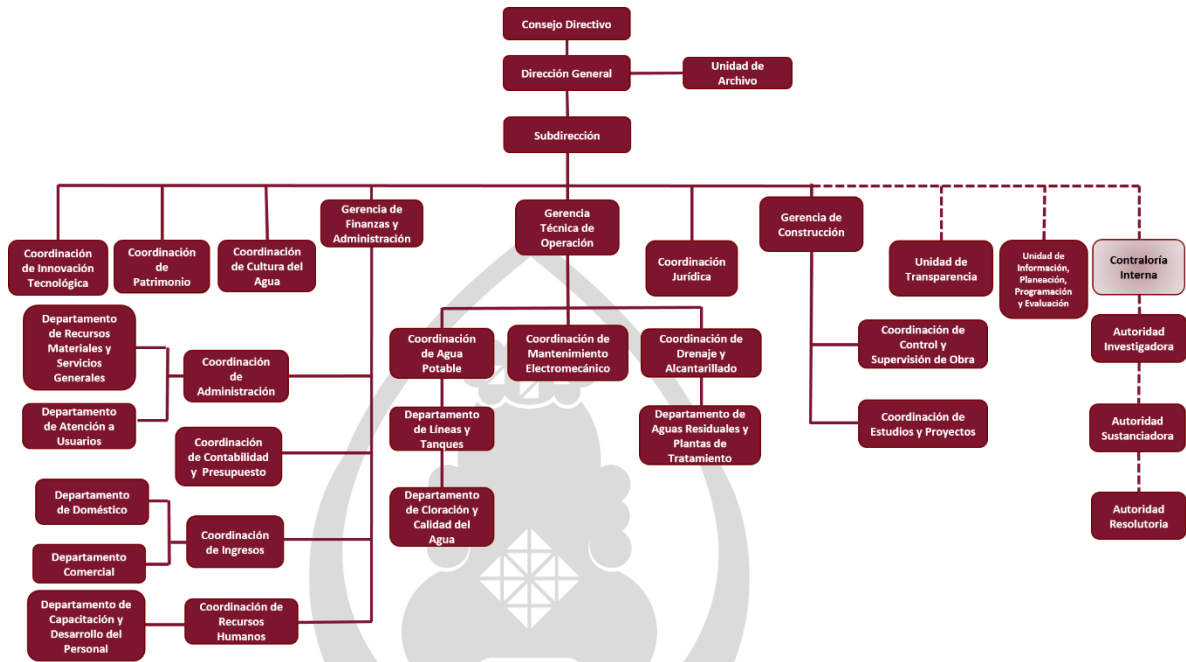 Consejo Directivo
Dirección General
Unidad de
Archivo
Subdirección
Coordinación
de Innovación
Tecnológica
Coordinación
de
Patrimonio
Coordinación
de Cultura del
Agua
Gerencia de
Finanzas y
Administración
Gerencia
Técnica de
Operación
Coordinación
Jurídica
Gerencia de
Construcción
Unidad de
Transparencia
Unidad de
Información,
Planeación,
Programación
y Evaluación
Contraloría
Interna
Departamento
de Recursos
Materiales y
Servicios
Generales
Coordinación
de
Administración
Departamento
de Atención a
Usuarios
Coordinación
de Contabilidad
y Presupuesto
Departamento
de Doméstico
Coordinación
de Ingresos
Departamento
Comercial
Departamento de
Capacitación y
Desarrollo del
Personal
Coordinación de
Recursos
Humanos
Coordinación
de Agua
Potable
Coordinación de
Mantenimiento
Electromecánico
Coordinación de
Drenaje y
Alcantarillado
Departamento
de Líneas y
Tanques
Departamento de
Aguas Residuales y
Plantas de
Tratamiento
Departamento
de Cloración y
Calidad del
Agua
Coordinación de
Control y
Supervisión de Obra
Coordinación de
Estudios y Proyectos
Autoridad
Investigadora
Autoridad
Sustanciadora
Autoridad
Resolutoria